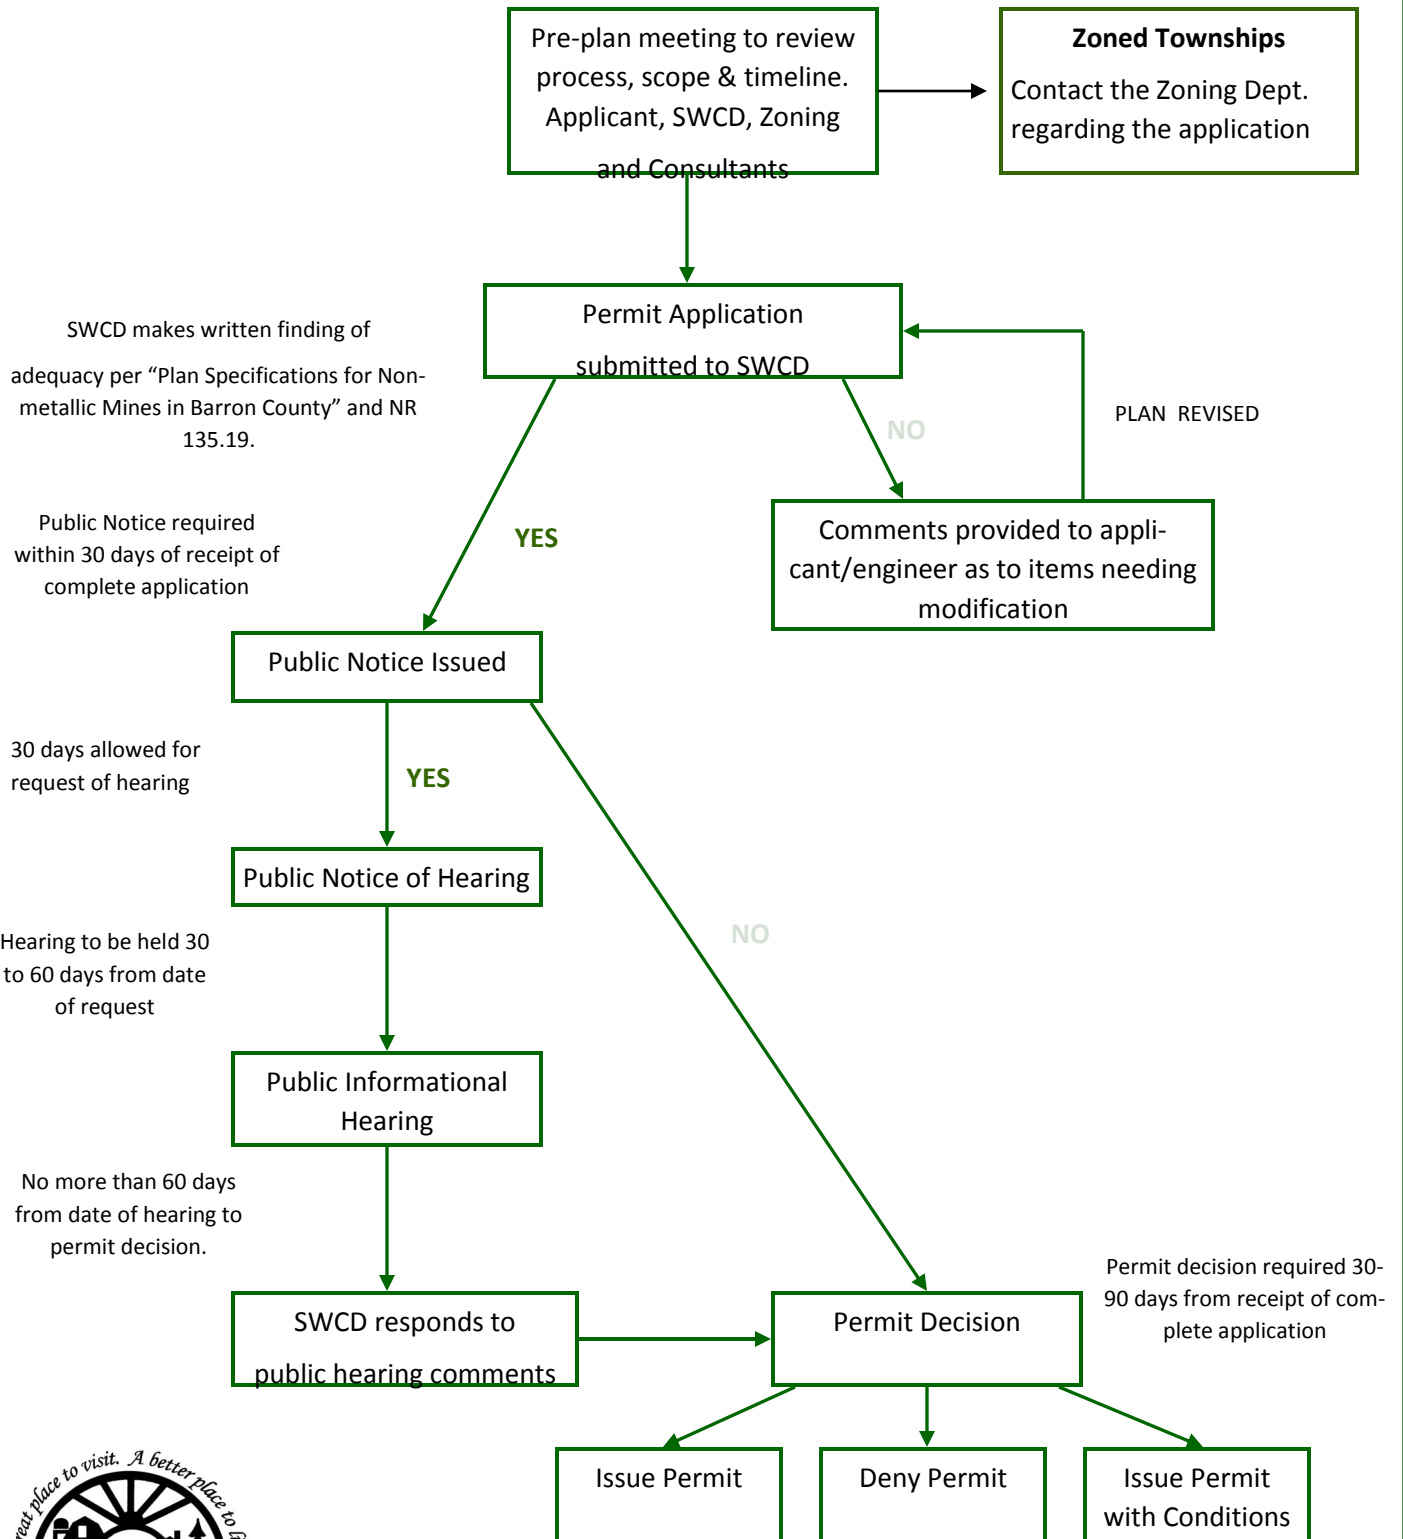 Pre-plan meeting to review
process, scope & timeline.
Applicant, SWCD, Zoning
and Consultants
Zoned Townships
Contact the Zoning Dept.
regarding the application
Permit Application
submitted to SWCD
SWCD makes written finding of
adequacy per “Plan Specifications for Non-
metallic Mines in Barron County” and NR
135.19.
NO
PLAN REVISED
Comments provided to appli-
cant/engineer as to items needing
modification
Public Notice required
within 30 days of receipt of
complete application
YES
Public Notice Issued
30 days allowed for
request of hearing
YES
Public Notice of Hearing
NO
Hearing to be held 30
to 60 days from date
of request
Public Informational
Hearing
No more than 60 days
from date of hearing to
permit decision.
SWCD responds to
public hearing comments
Permit Decision
Permit decision required 30-
90 days from receipt of com-
plete application
Issue Permit
Deny Permit
Issue Permit
with Conditions
place to visit. A better place to